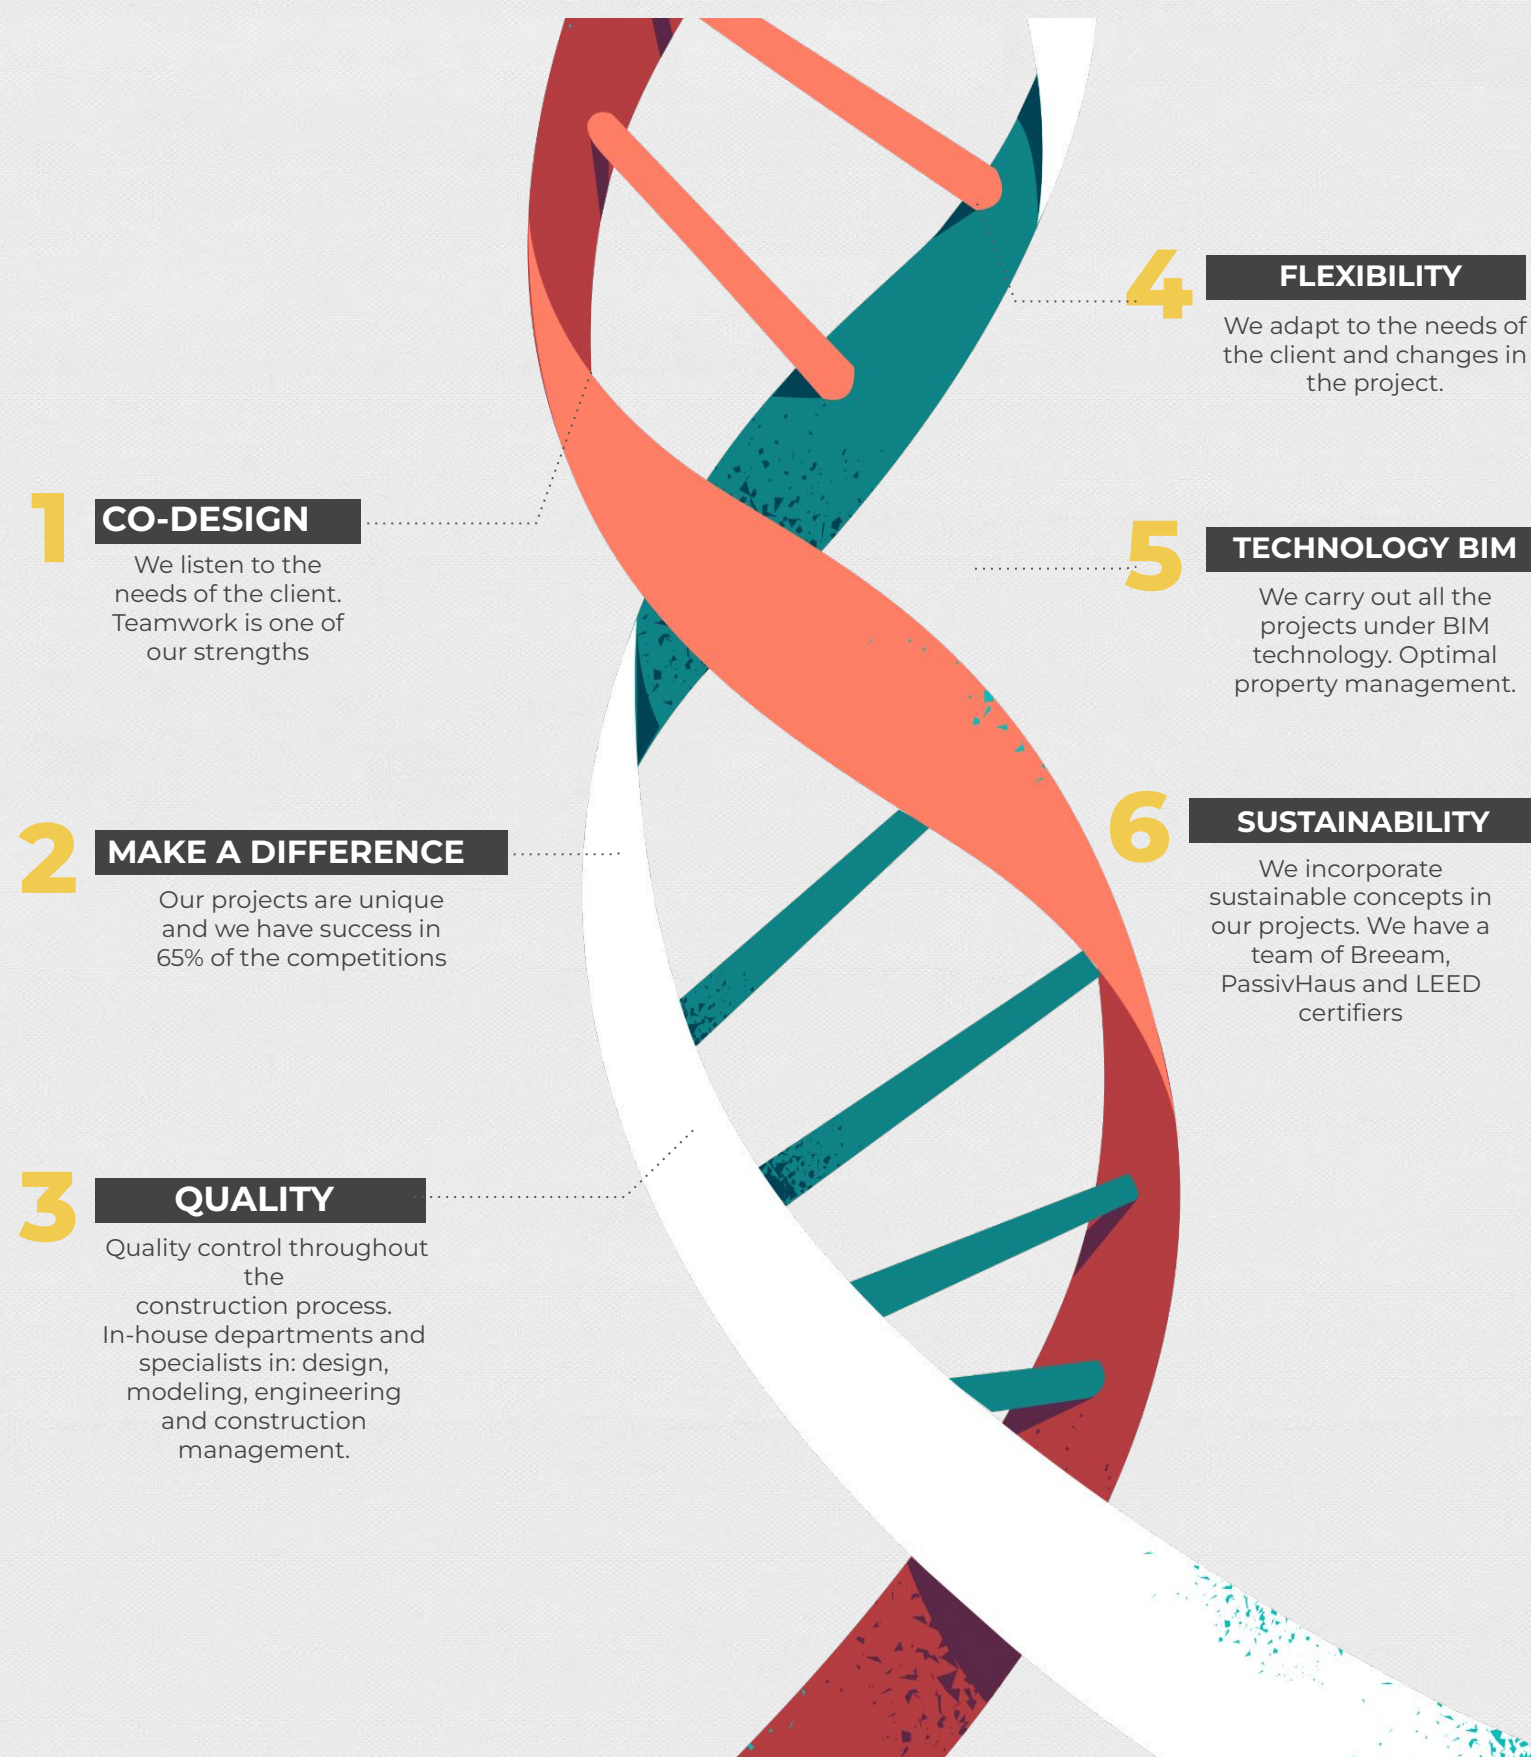 1
CO-DESIGN
We listen to the
needs of the client.
Teamwork is one of
our strengths
2
MAKE A DIFFERENCE
Our projects are unique
and we have success in
65% of the competitions
3
QUALITY
Quality control throughout
the
construction process.
In-house departments and
specialists in: design,
modeling, engineering
and construction
management.
4
FLEXIBILITY
We adapt to the needs of
the client and changes in
the project.
5
TECHNOLOGY BIM
We carry out all the
projects under BIM
technology. Optimal
property management.
6
SUSTAINABILITY
We incorporate
sustainable concepts in
our projects. We have a
team of Breeam,
PassivHaus and LEED
certifiers